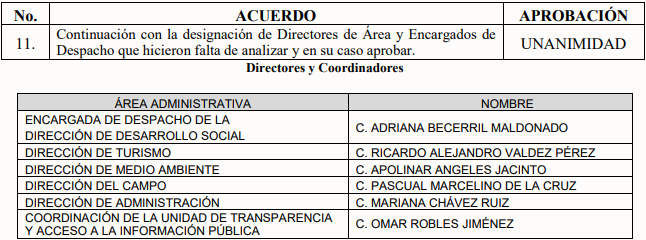 No. ACUERDO APROBACIÓN
11. Continuación con la designación de Directores de Área y Encargados de
Despacho que hicieron falta de analizar y en su caso aprobar. UNANIMIDAD
Directores y Coordinadores
ÁREA ADMINISTRATIVA NOMBRE
ENCARGADA DE DESPACHO DE LA
DIRECCIÓN DE DESARROLLO SOCIAL C. ADRIANA BECERRIL MALDONADO
DIRECCIÓN DE TURISMO C. RICARDO ALEJANDRO VALDEZ PÉREZ
DIRECCIÓN DE MEDIO AMBIENTE C. APOLINAR ANGELES JACINTO
DIRECCIÓN DEL CAMPO C. PASCUAL MARCELINO DE LA CRUZ
DIRECCIÓN DE ADMINISTRACIÓN C. MARIANA CHÁVEZ RUIZ
COORDINACIÓN DE LA UNIDAD DE TRANSPARENCIA
Y ACCESO A LA INFORMACIÓN PÚBLICA C. OMAR ROBLES JIMÉNEZ